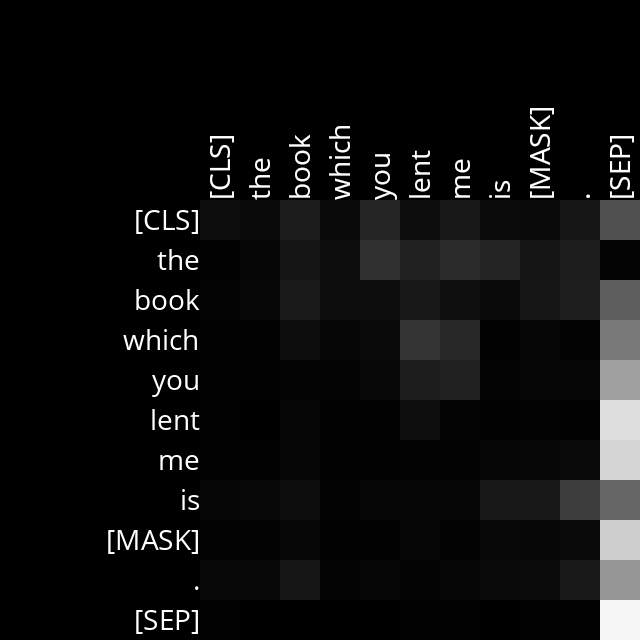 [CLS] the book which you lent me is [MASK] . [SEP]
[CLS]
the
book
which
you
lent
me
is
[MASK]
.
[SEP]